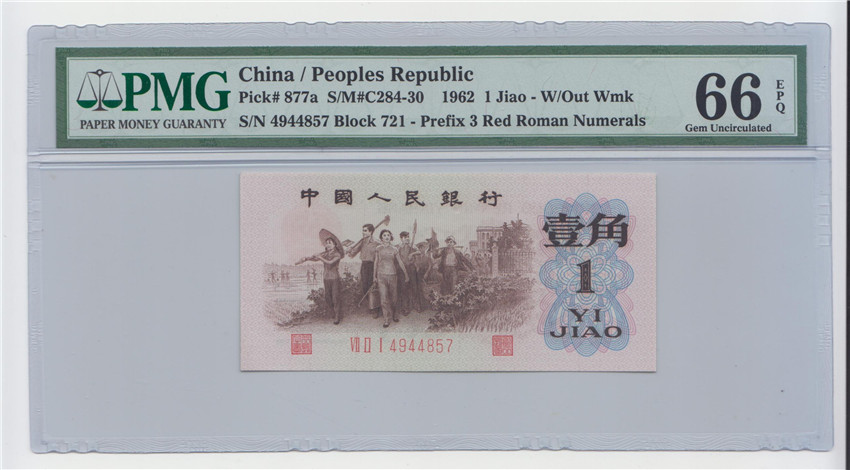 PMG
PAPER MONEY GUARANTY
China / Peoples Republic
Pick# 877a S/M#C284-30 1962 1 Jiao - W/Out Wmk
S/N 4944857 Block 721 - Prefix 3 Red Roman Numerals
66 EPQ
Gem Uncirculated
中國人民銀行
壹角
1
YI
JIAO
VII II I 4944857